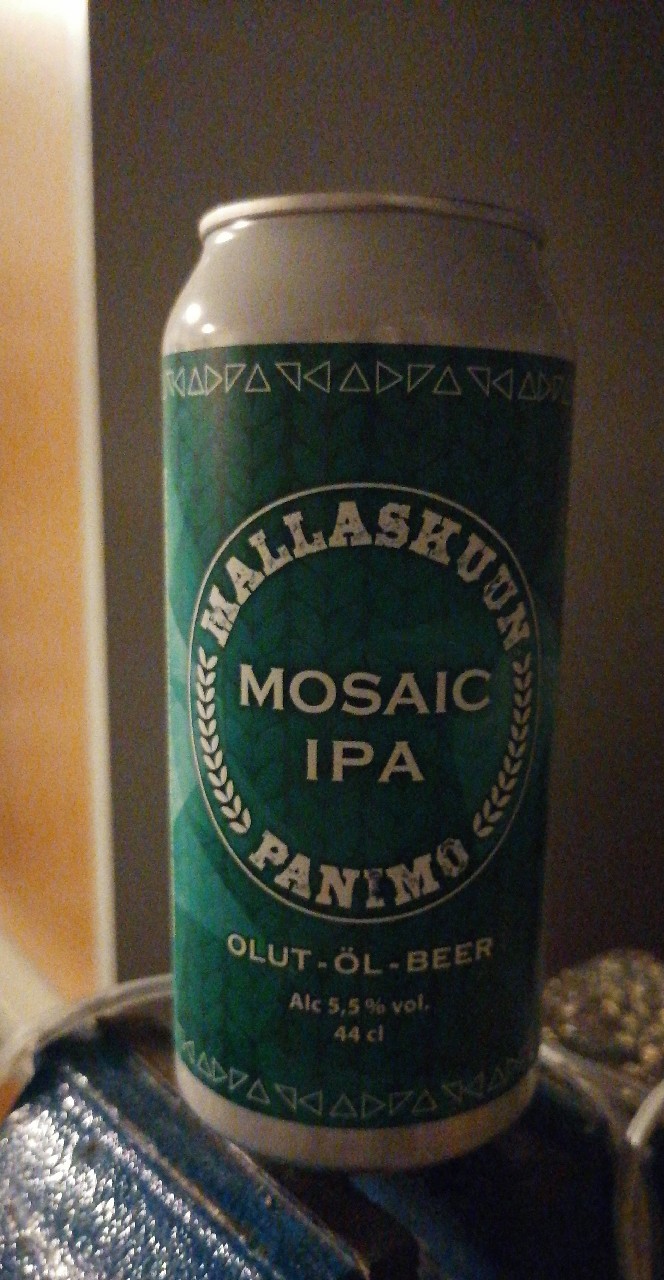 MALLASKUUN
MOSAIC
IPA
PANIMO
OLUT-ÖL-BEER
Alc 5,5 % vol.
44 cl